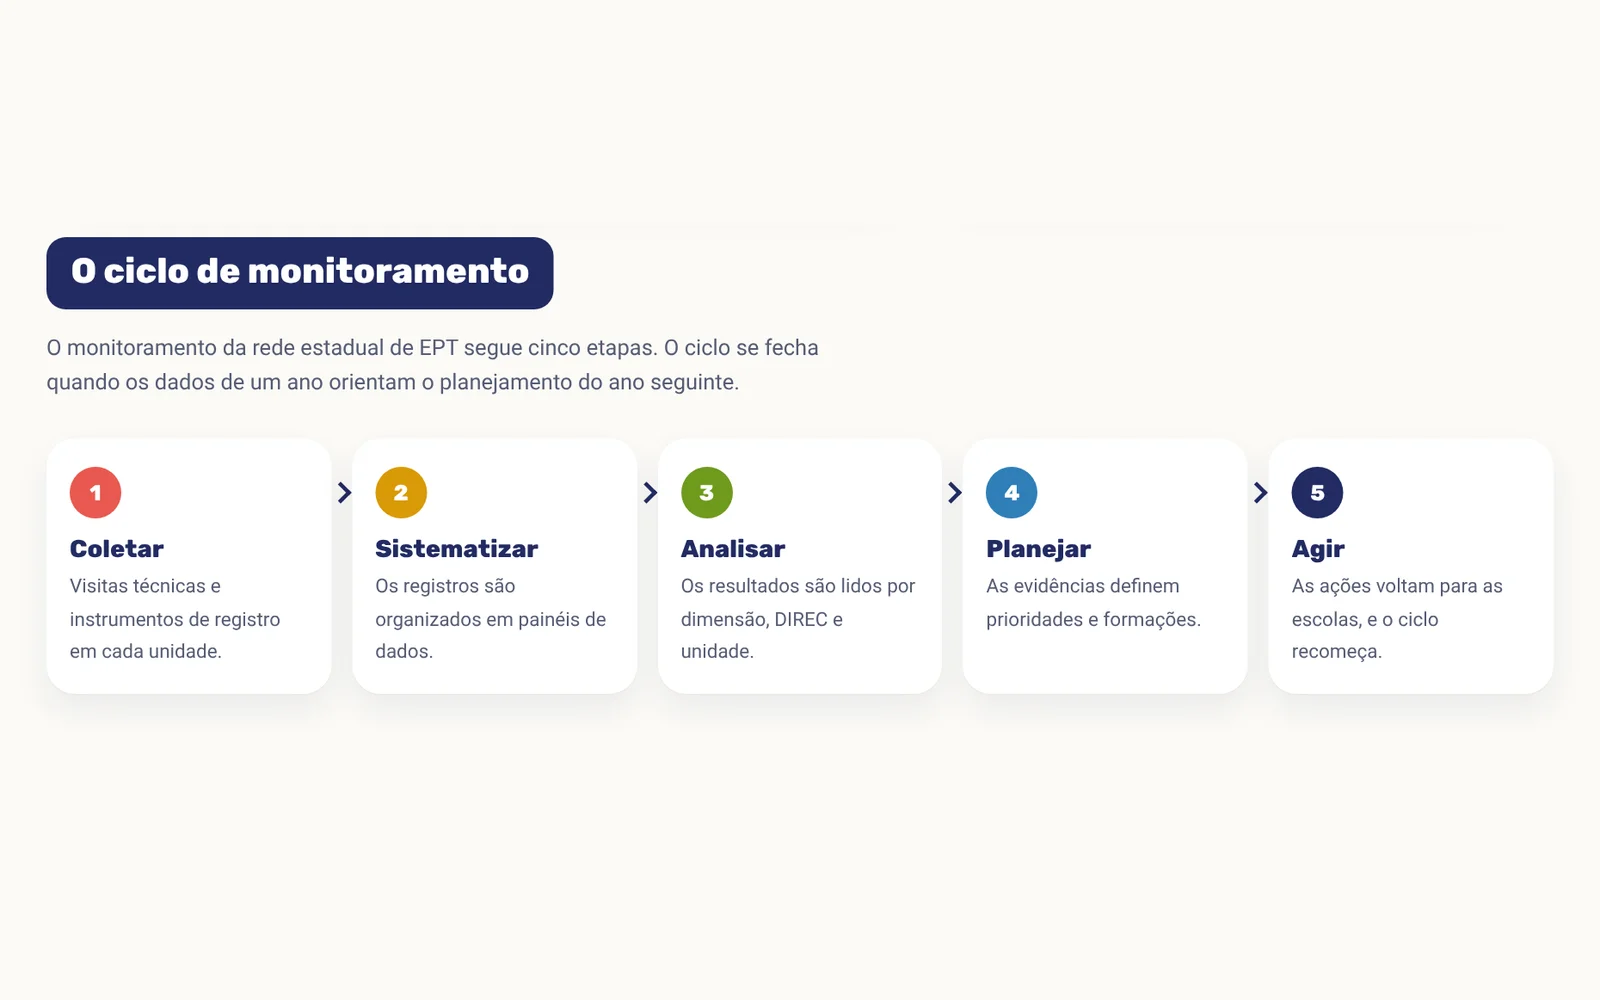 O ciclo de monitoramento
O monitoramento da rede estadual de EPT segue cinco etapas. O ciclo se fecha
quando os dados de um ano orientam o planejamento do ano seguinte.
1
Coletar
Visitas técnicas e
instrumentos de registro
em cada unidade.
2
Sistematizar
Os registros são
organizados em painéis de
dados.
3
Analisar
Os resultados são lidos por
dimensão, DIREC e
unidade.
4
Planejar
As evidências definem
prioridades e formações.
5
Agir
As ações voltam para as
escolas, e o ciclo
recomeça.